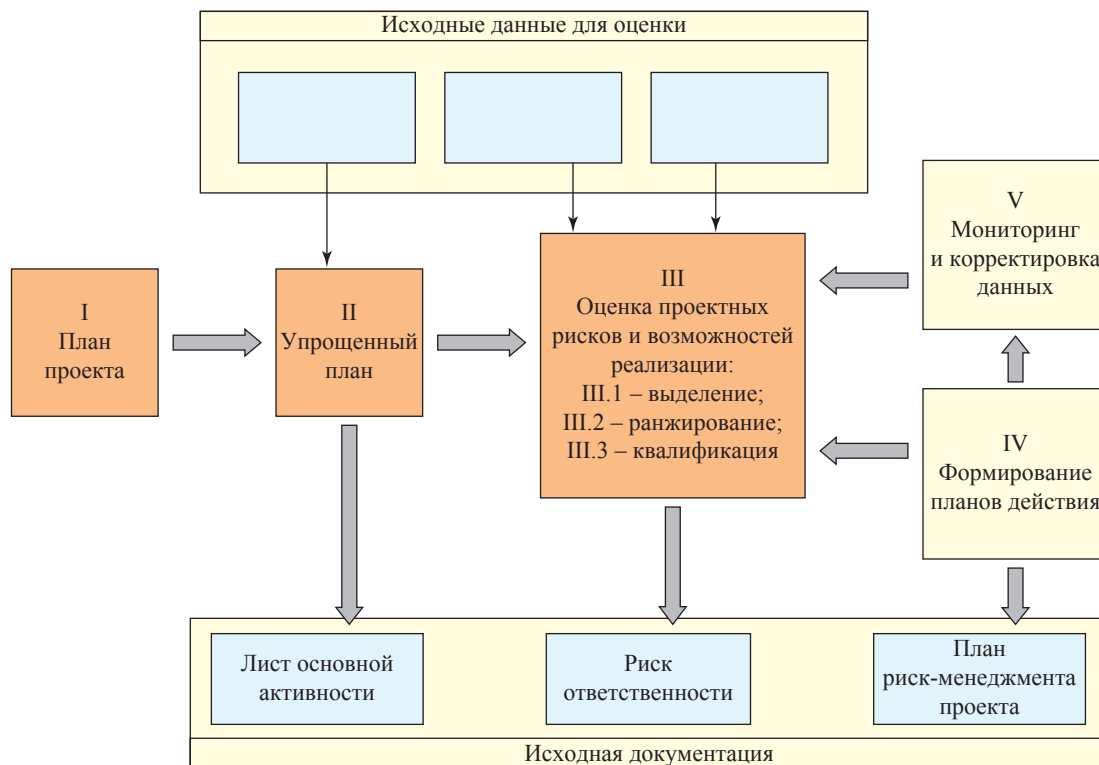 Исходные данные для оценки
I
План
проекта
II
Упрощенный
план
III
Оценка проектных
рисков и возможностей
реализации:
III.1 – выделение;
III.2 – ранжирование;
III.3 – квалификация
V
Мониторинг
и корректировка
данных
IV
Формирование
планов действия
Лист основной
активности
Риск
ответственности
План
риск-менеджмента
проекта
Исходная документация